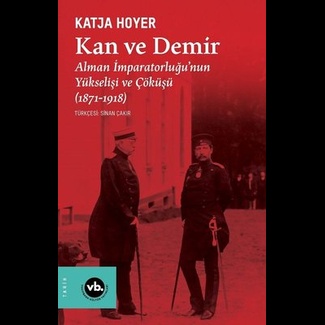 KATJA HOYER
Kan ve Demir
Alman İmparatorluğu'nun
Yükselişi ve Çöküşü
(1871-1918)
TÜRKÇESİ: SİNAN ÇAKIR
TARİH
vb.